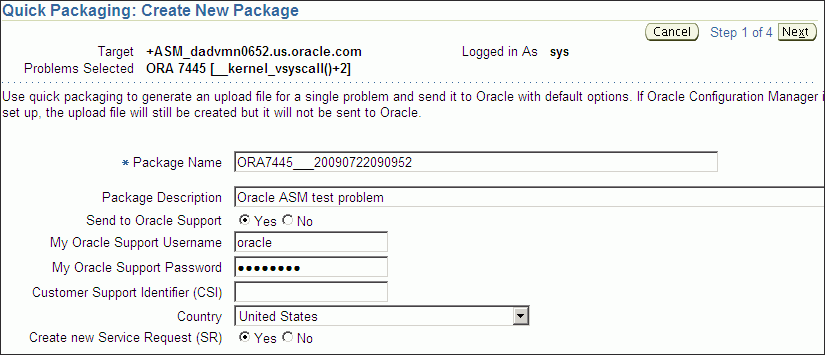 Quick Packaging: Create New Package
Cancel Step 1 of 4 Next
Target +ASM_dadvmn0652.us.oracle.com Logged in As sys
Problems Selected ORA 7445 [__kernel_vsyscall()+2]
Use quick packaging to generate an upload file for a single problem and send it to Oracle with default options. If Oracle Configuration Manager
set up, the upload file will still be created but it will not be sent to Oracle.
* Package Name ORA7445___20090722090952
Package Description Oracle ASM test problem
Send to Oracle Support Yes No
My Oracle Support Username oracle
My Oracle Support Password ●●●●●●●●
Customer Support Identifier (CSI)
Country United States
Create new Service Request (SR) Yes No